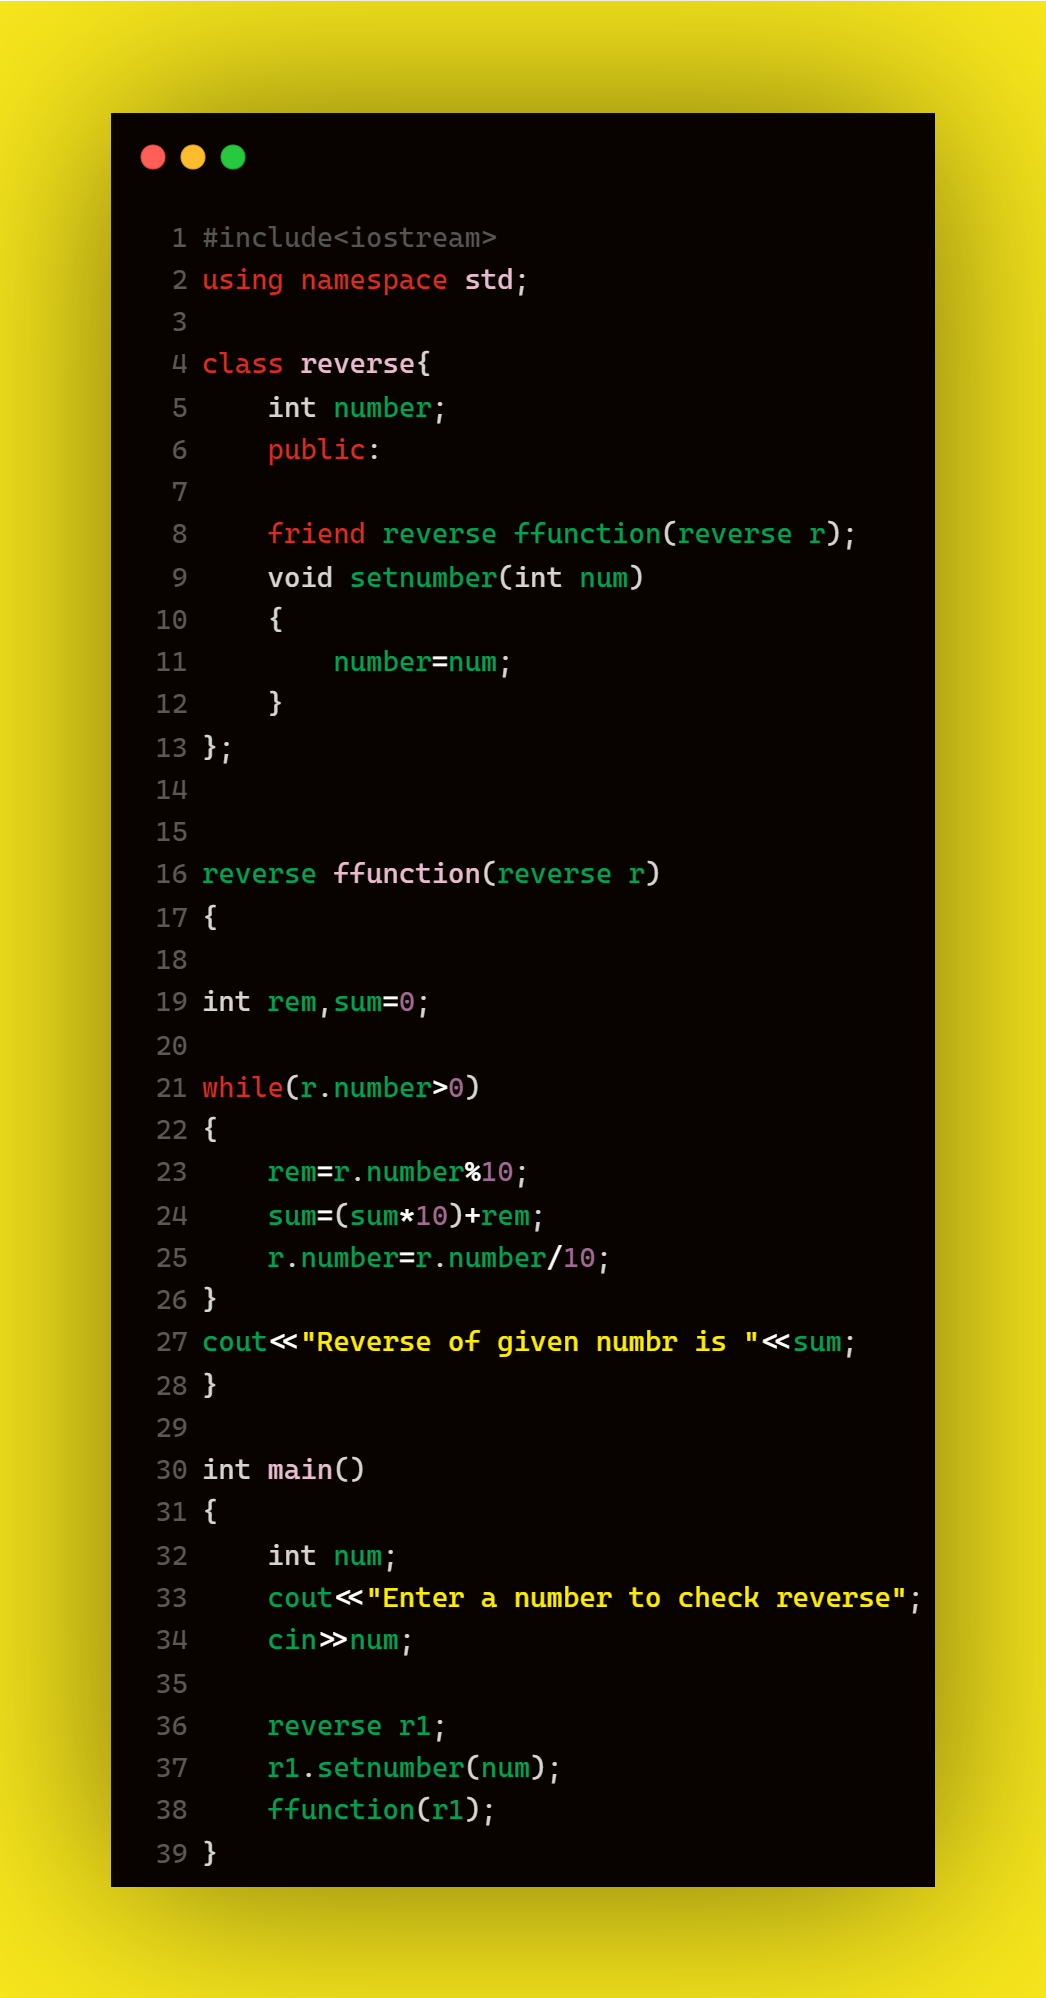 1 #include<iostream>
2 using namespace std;
3
4 class reverse{
5     int number;
6     public:
7
8     friend reverse ffunction(reverse r);
9     void setnumber(int num)
10     {
11         number=num;
12     }
13 };
14
15
16 reverse ffunction(reverse r)
17 {
18
19 int rem,sum=0;
20
21 while(r.number>0)
22 {
23     rem=r.number%10;
24     sum=(sum*10)+rem;
25     r.number=r.number/10;
26 }
27 cout<<"Reverse of given numbr is "<<sum;
28 }
29
30 int main()
31 {
32     int num;
33     cout<<"Enter a number to check reverse";
34     cin>>num;
35
36     reverse r1;
37     r1.setnumber(num);
38     ffunction(r1);
39 }